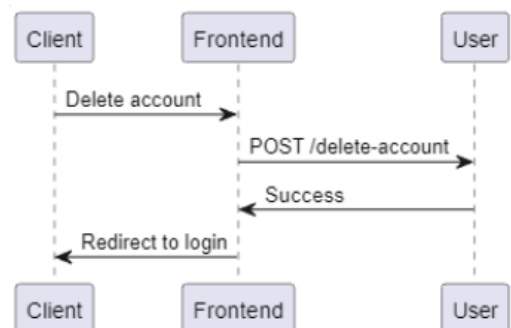 Client Frontend User
Delete account
POST /delete-account
Success
Redirect to login
Client Frontend User